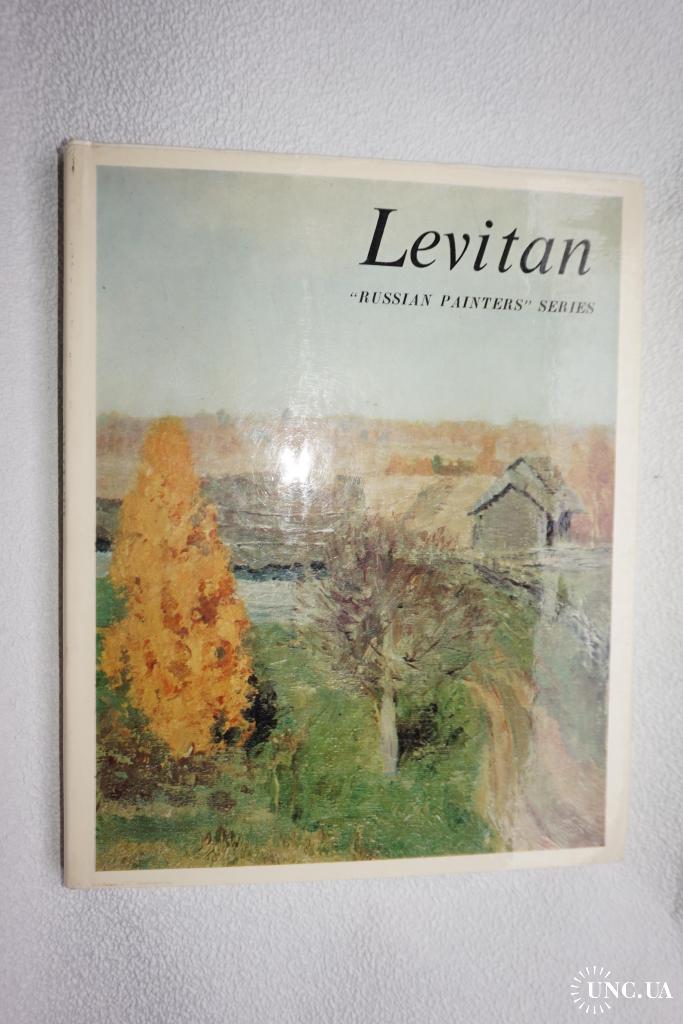 Levitan
“RUSSIAN PAINTERS” SERIES
UNC.UA